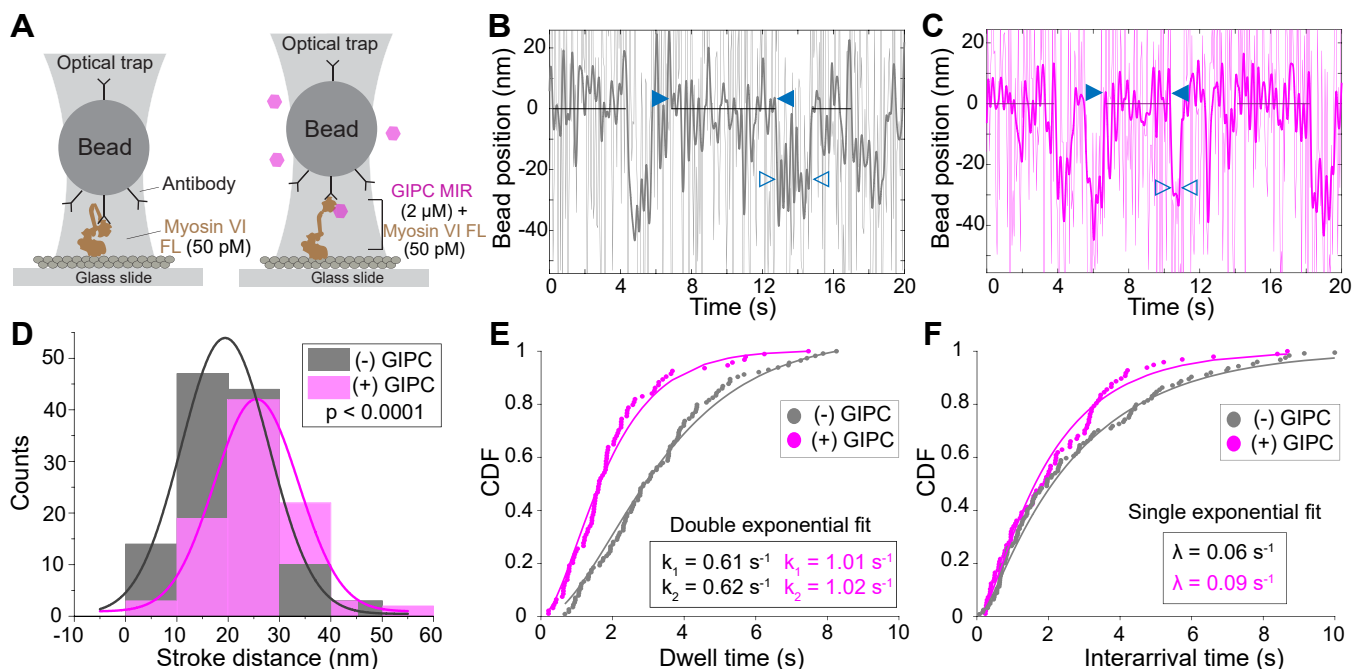 A
Optical trap
Bead
Antibody
Myosin VI
FL (50 pM)
Glass slide
Optical trap
Bead
GIPC MIR
(2 µM) +
Myosin VI FL
(50 pM)
Glass slide
B
Bead position (nm)
20
0
-20
-40
0 4 8 12 16 20
Time (s)
C
Bead position (nm)
20
0
-20
-40
0 4 8 12 16 20
Time (s)
D
Counts
50
40
30
20
10
0
-10 0 10 20 30 40 50 60
Stroke distance (nm)
(-) GIPC
(+) GIPC
p < 0.0001
E
CDF
1
0.8
0.6
0.4
0.2
0
0 2 4 6 8 10
Dwell time (s)
(-) GIPC
(+) GIPC
Double exponential fit
k1 = 0.61 s-1 k1 = 1.01 s-1
k2 = 0.62 s-1 k2 = 1.02 s-1
F
CDF
1
0.8
0.6
0.4
0.2
0
0 2 4 6 8 10
Interarrival time (s)
(-) GIPC
(+) GIPC
Single exponential fit
λ = 0.06 s-1
λ = 0.09 s-1